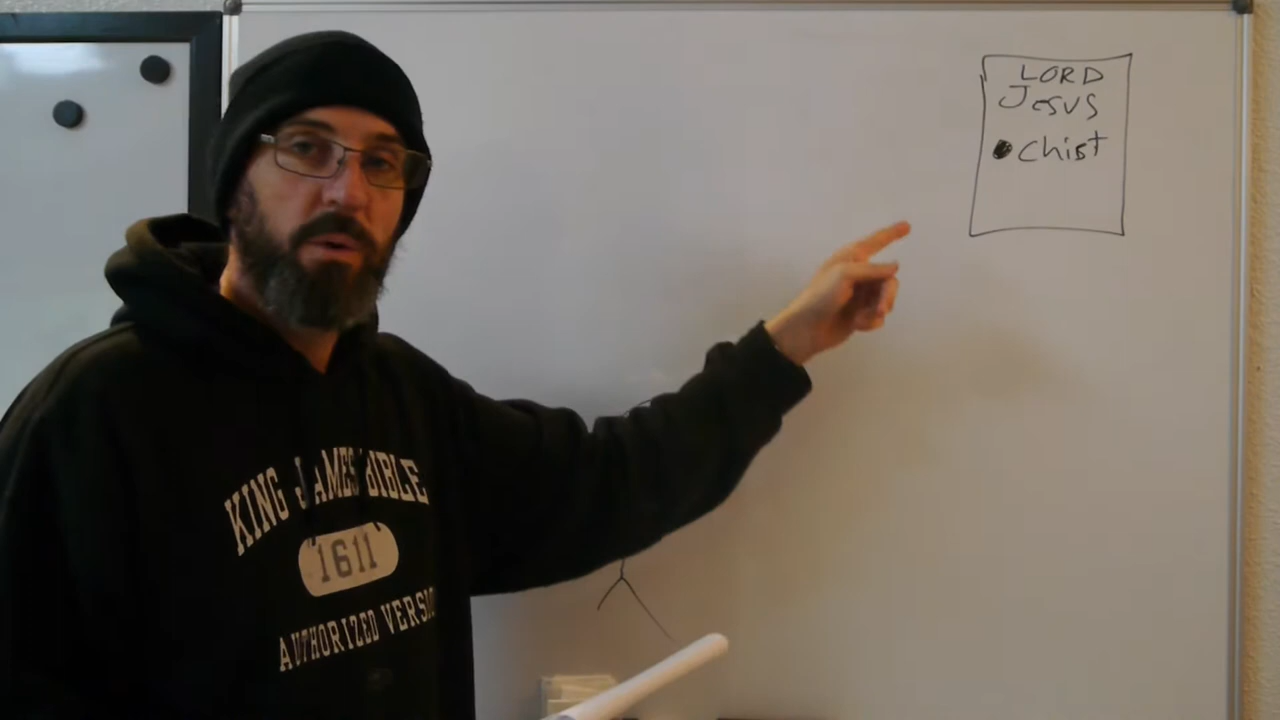 LORD
Jesus
Chist
KING JAMES BIBLE
"1611"
AUTHORIZED VERSIO